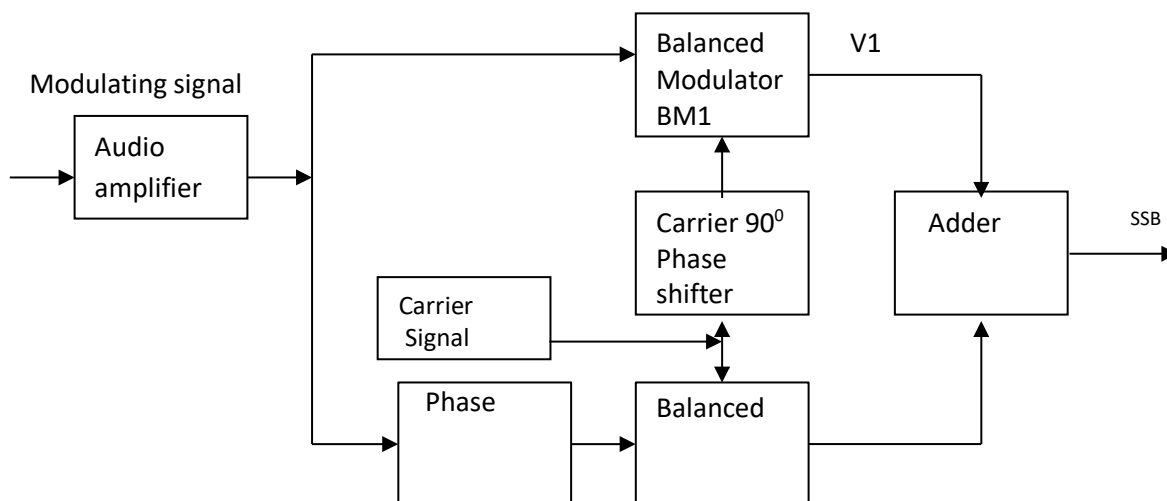 Modulating signal
Audio
amplifier
Balanced
Modulator
BM1
V1
Carrier 90⁰
Phase
shifter
Adder
SSB
Carrier
Signal
Phase
Balanced